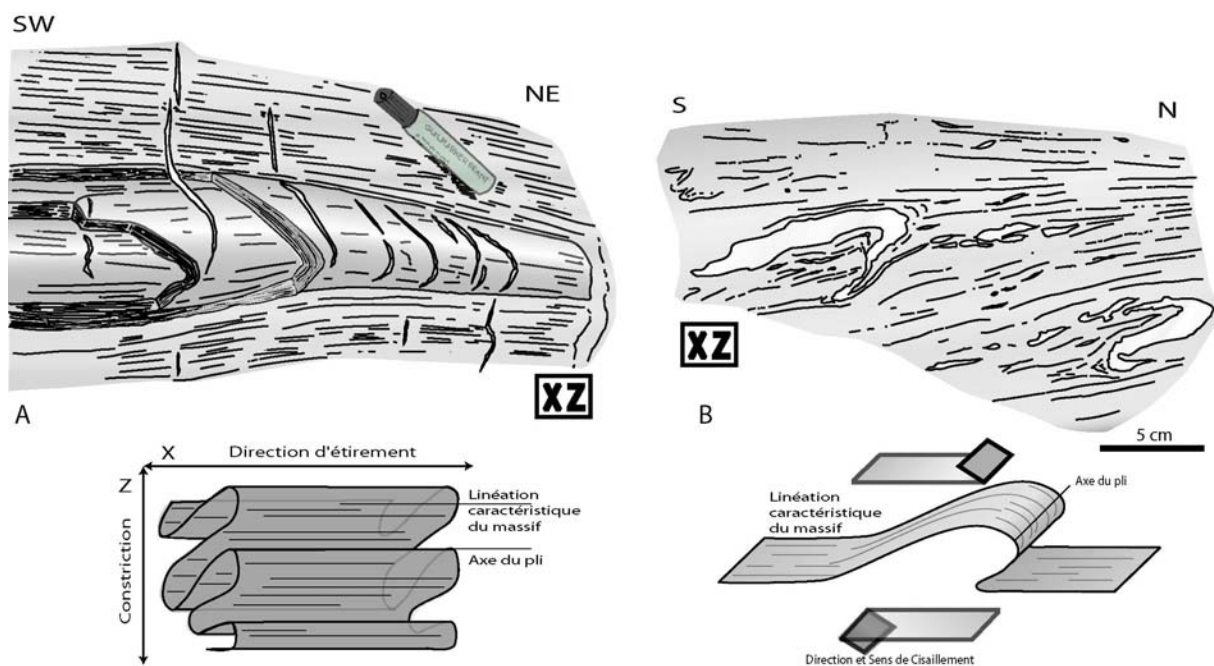 SW
NE
S
N
XZ
XZ
A
B
5 cm
X
Direction d'étirement
Z
Constriction
Linéation
caractéristique
du massif
Axe du pli
Linéation
caractéristique
du massif
Axe du pli
Direction et Sens de Cisaillement